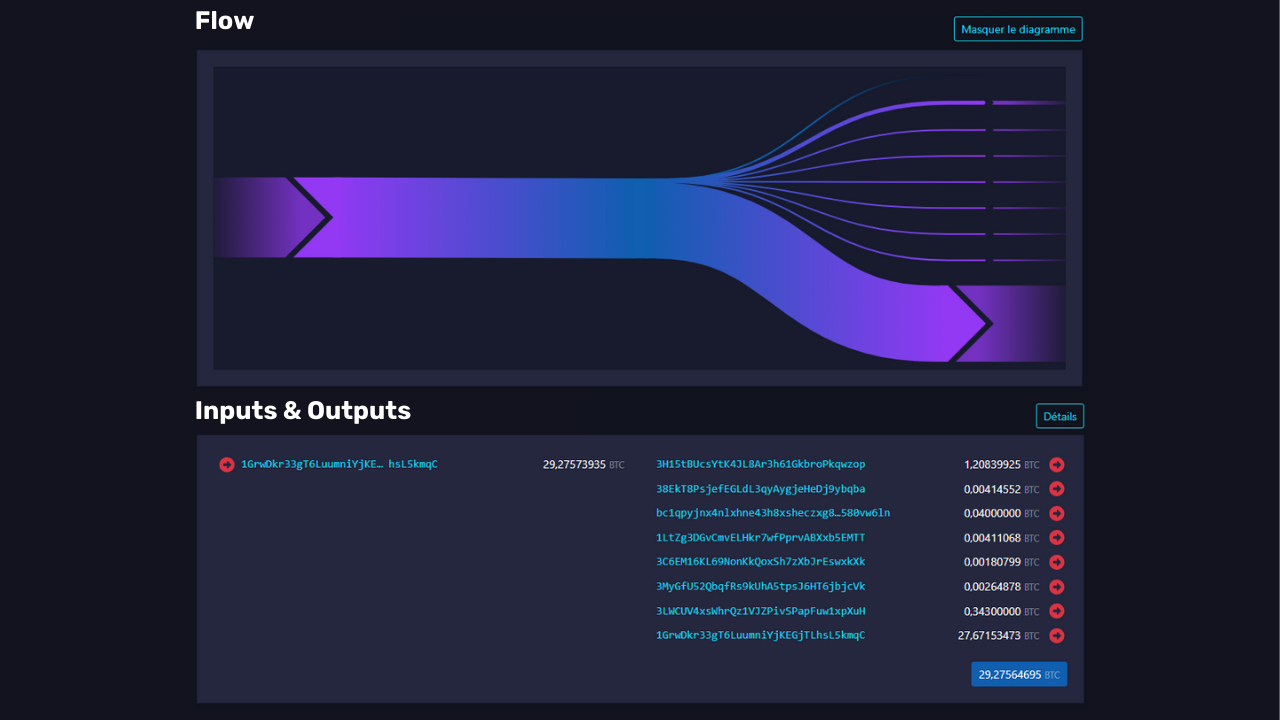 Flow
Masquer le diagramme
Inputs & Outputs
Détails
1GrwDkr33gT6LuumniYjKE… hsL5kmqC 29,27573935 BTC
3H15tBUcsYtK4JL8Ar3h61GkbroPkqwzop 1,20839925 BTC
38EkT8PsjefEGLdL3qyAygjeHeDj9ybqba 0,00414552 BTC
bc1qpyjnx4nlxhne43h8xsheczxg8…580vw6ln 0,04000000 BTC
1LtZg3DGvCmvELHkr7wfPprvABXxb5EMTT 0,00411068 BTC
3C6EM16KL69NonKkQoxSh7zXbJrEswxkXk 0,00180799 BTC
3MyGfU52QbqfRs9kUhA5tpsJ6HT6jbjcVk 0,00264878 BTC
3LWCUV4xsWhrQz1VJZPivSPapFuw1xpXuH 0,34300000 BTC
1GrwDkr33gT6LuumniYjKEGjTLhsL5kmqC 27,67153473 BTC
29,27564695 BTC